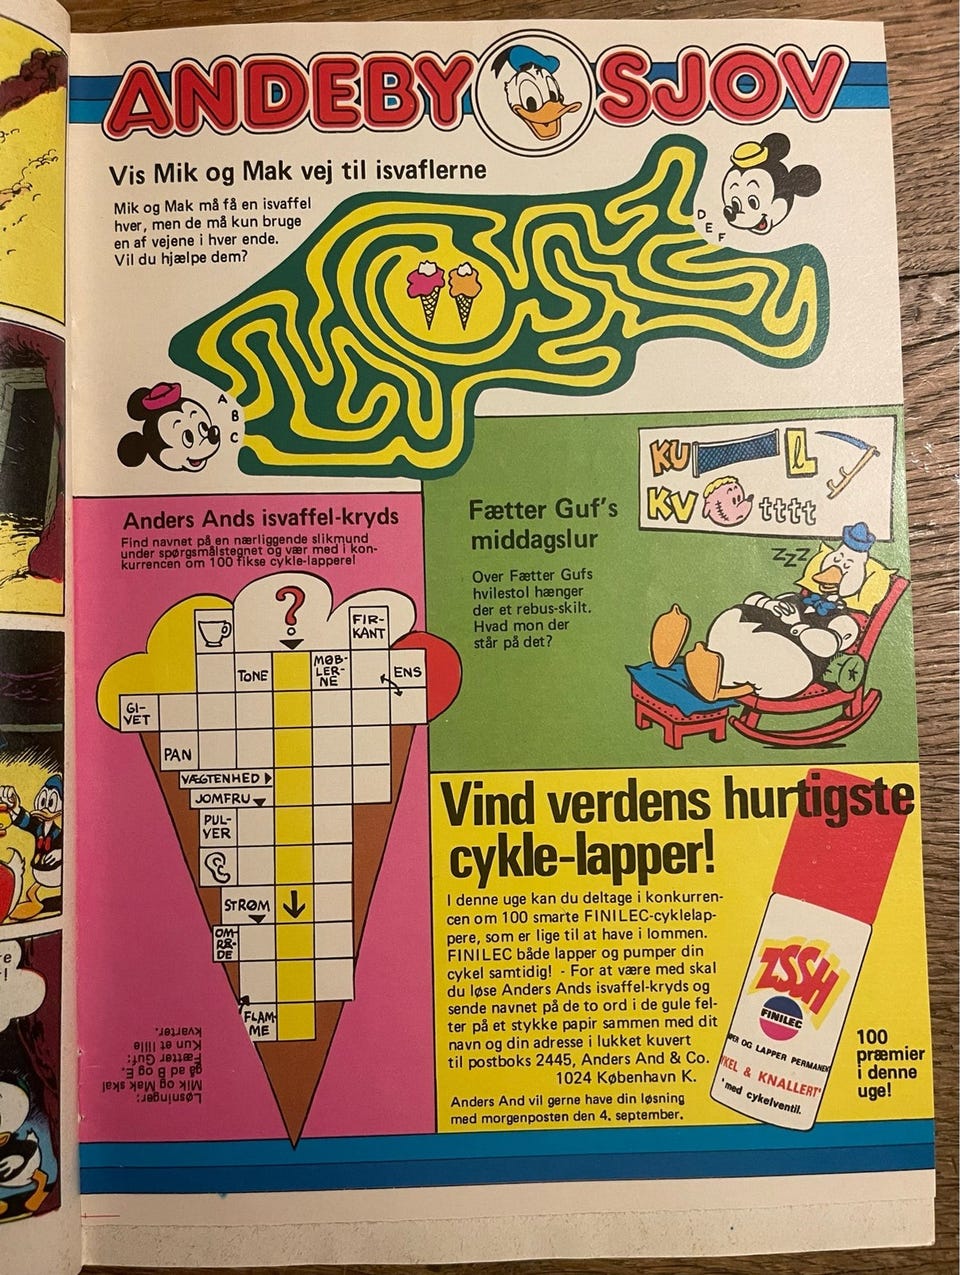 ANDEBY SJOV
Vis Mik og Mak vej til isvaflerne
Mik og Mak må få en isvaffel
hver, men de må kun bruge
en af vejene i hver ende.
Vil du hjælpe dem?
D
E
F
A
B
C
KU L
KV tttt
Fætter Guf's
middagslur
Over Fætter Gufs
hvilestol hænger
der et rebus-skilt.
Hvad mon der
står på det?
ZZZ
Anders Ands isvaffel-kryds
Find navnet på en nærliggende slikmund
under spørgsmålstegnet og vær med i kon-
kurrencen om 100 fikse cykle-lapperel
?
FIR-
KANT
TONE
MØB-
LER-
NE
ENS
GI-
VET
PAN
VÆGTENHED
JOMFRU
PUL-
VER
STRØM
OM-
RÅ-
DE
FLAM-
ME
Løsninger:
Mik og Mak skal
gå ad B og E.
Fætter Guf:
Kun et lille
kvarter.
Vind verdens hurtigste
cykle-lapper!
I denne uge kan du deltage i konkurren-
cen om 100 smarte FINILEC-cyklelap-
pere, som er lige til at have i lommen.
FINILEC både lapper og pumper din
cykel samtidig! - For at være med skal
du løse Anders Ands isvaffel-kryds og
sende navnet på de to ord i de gule fel-
ter på et stykke papir sammen med dit
navn og din adresse i lukket kuvert
til postboks 2445, Anders And & Co.
1024 København K.
Anders And vil gerne have din løsning
med morgenposten den 4. september.
ZSSH
FINILEC
OG LAPPER PERMANEN
KEL & KNALLERT
med cykelventil.
100
præmier
i denne
uge!